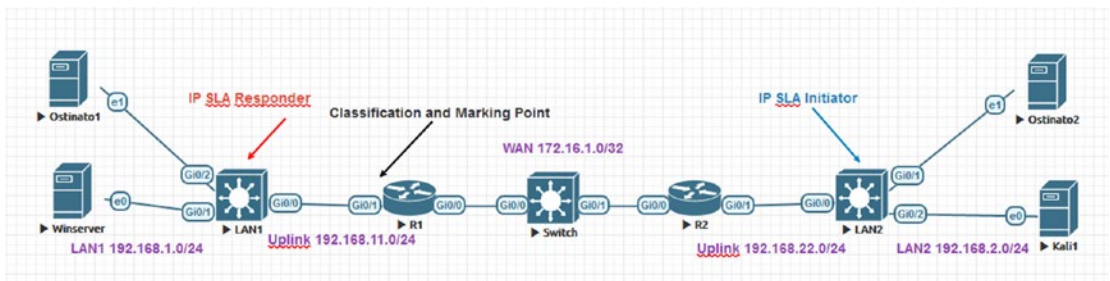 IP SLA Responder
Classification and Marking Point
IP SLA Initiator
WAN 172.16.1.0/32
e1
Ostinato1
Gi0/2
e0
Winserver
Gi0/1
LAN1
Gi0/0
Gi0/1
R1
Gi0/0
Gi0/0
Switch
Gi0/1
Gi0/0
R2
Gi0/1
Gi0/0
LAN2
Gi0/1
e1
Ostinato2
Gi0/2
e0
Kali1
LAN1 192.168.1.0/24
Uplink 192.168.11.0/24
Uplink 192.168.22.0/24
LAN2 192.168.2.0/24